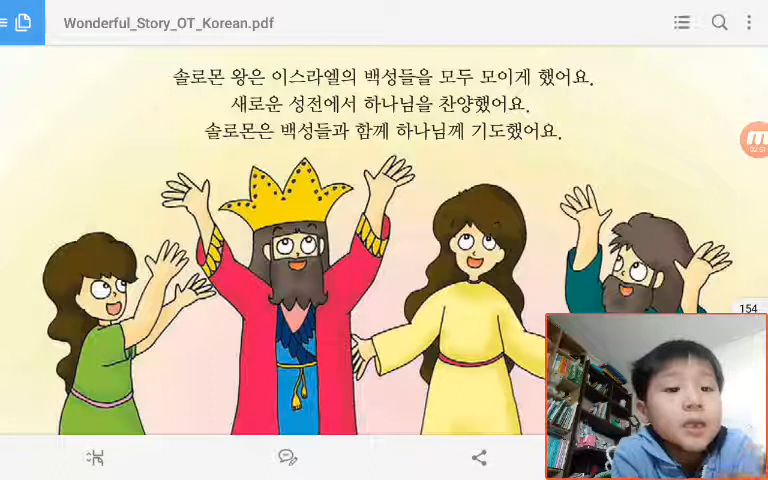 Wonderful_Story_OT_Korean.pdf
솔로몬 왕은 이스라엘의 백성들을 모두 모이게 했어요.
새로운 성전에서 하나님을 찬양했어요.
솔로몬은 백성들과 함께 하나님께 기도했어요.
154